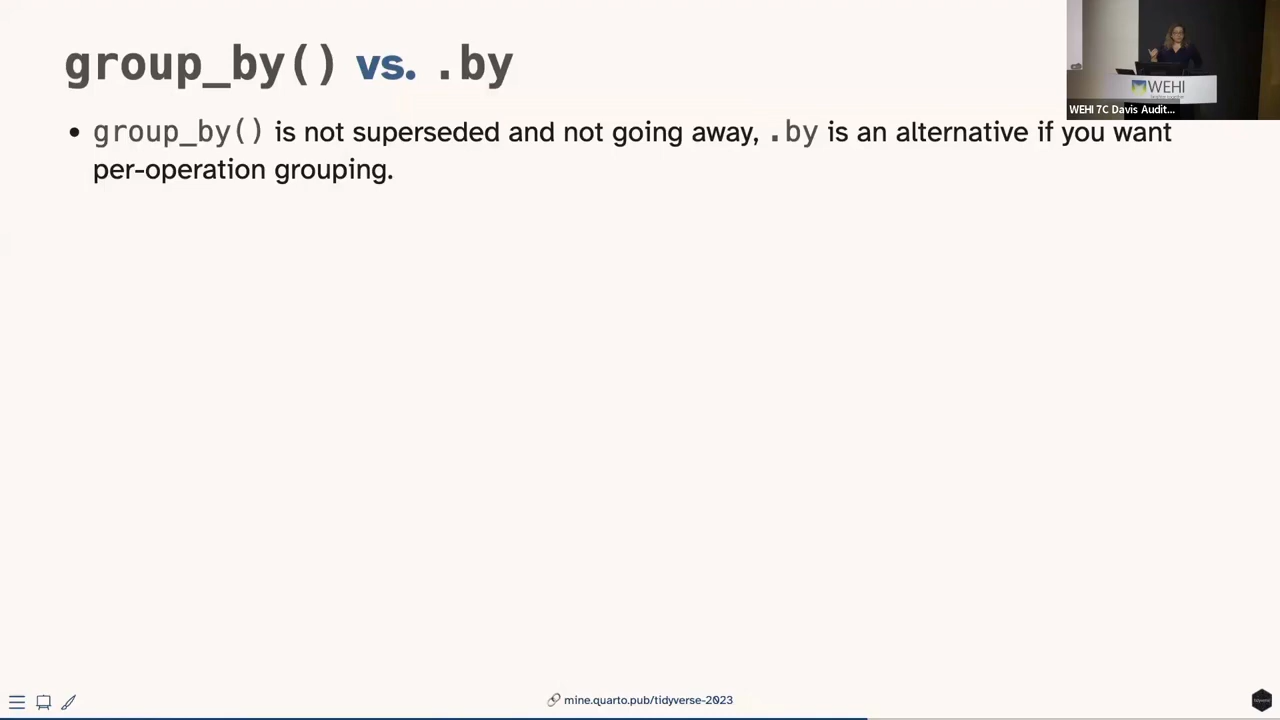 group_by() vs. .by
WEHI
WEHI 7C Davis Audit...
• group_by() is not superseded and not going away, .by is an alternative if you want
per-operation grouping.
mine.quarto.pub/tidyverse-2023